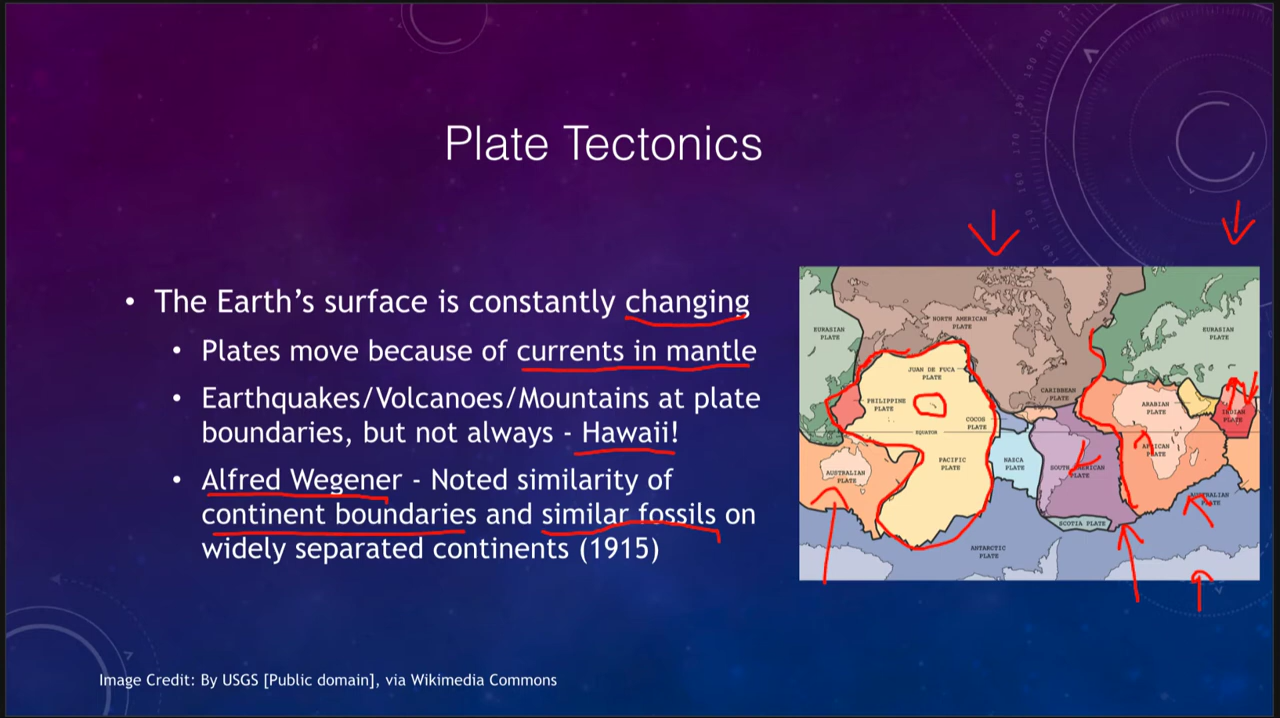 Plate Tectonics
• The Earth's surface is constantly changing
• Plates move because of currents in mantle
• Earthquakes/Volcanoes/Mountains at plate
boundaries, but not always - Hawaii!
• Alfred Wegener - Noted similarity of
continent boundaries and similar fossils on
widely separated continents (1915)
EURASIAN
PLATE
NORTH AMERICAN
PLATE
EURASIAN
PLATE
JUAN DE FUCA
PLATE
PHILIPPINE
PLATE
CARIBBEAN
PLATE
COCOS
PLATE
ARABIAN
PLATE
INDIAN
PLATE
EQUATOR
AUSTRALIAN
PLATE
PACIFIC
PLATE
NAZCA
PLATE
SOUTH AMERICAN
PLATE
AFRICAN
PLATE
AUSTRALIAN
PLATE
SCOTIA PLATE
ANTARCTIC
PLATE
Image Credit: By USGS [Public domain], via Wikimedia Commons